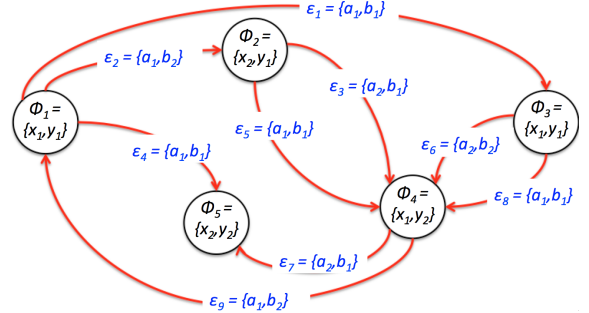 ε₁ = {a₁,b₁}
Φ₂ =
{x₂,y₁}
ε₂ = {a₁,b₂}
ε₃ = {a₂,b₁}
Φ₁ =
{x₁,y₁}
Φ₃ =
{x₁,y₁}
ε₅ = {a₁,b₁}
ε₄ = {a₁,b₁}
ε₆ = {a₂,b₂}
Φ₄ =
{x₁,y₂}
ε₈ = {a₁,b₁}
Φ₅ =
{x₂,y₂}
ε₇ = {a₂,b₁}
ε₉ = {a₁,b₂}